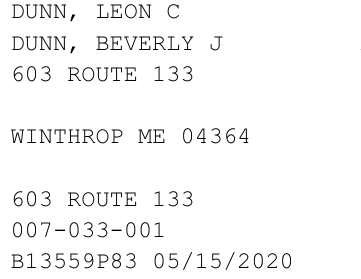 DUNN, LEON C
DUNN, BEVERLY J
603 ROUTE 133
WINTHROP ME 04364
603 ROUTE 133
007-033-001
B13559P83 05/15/2020